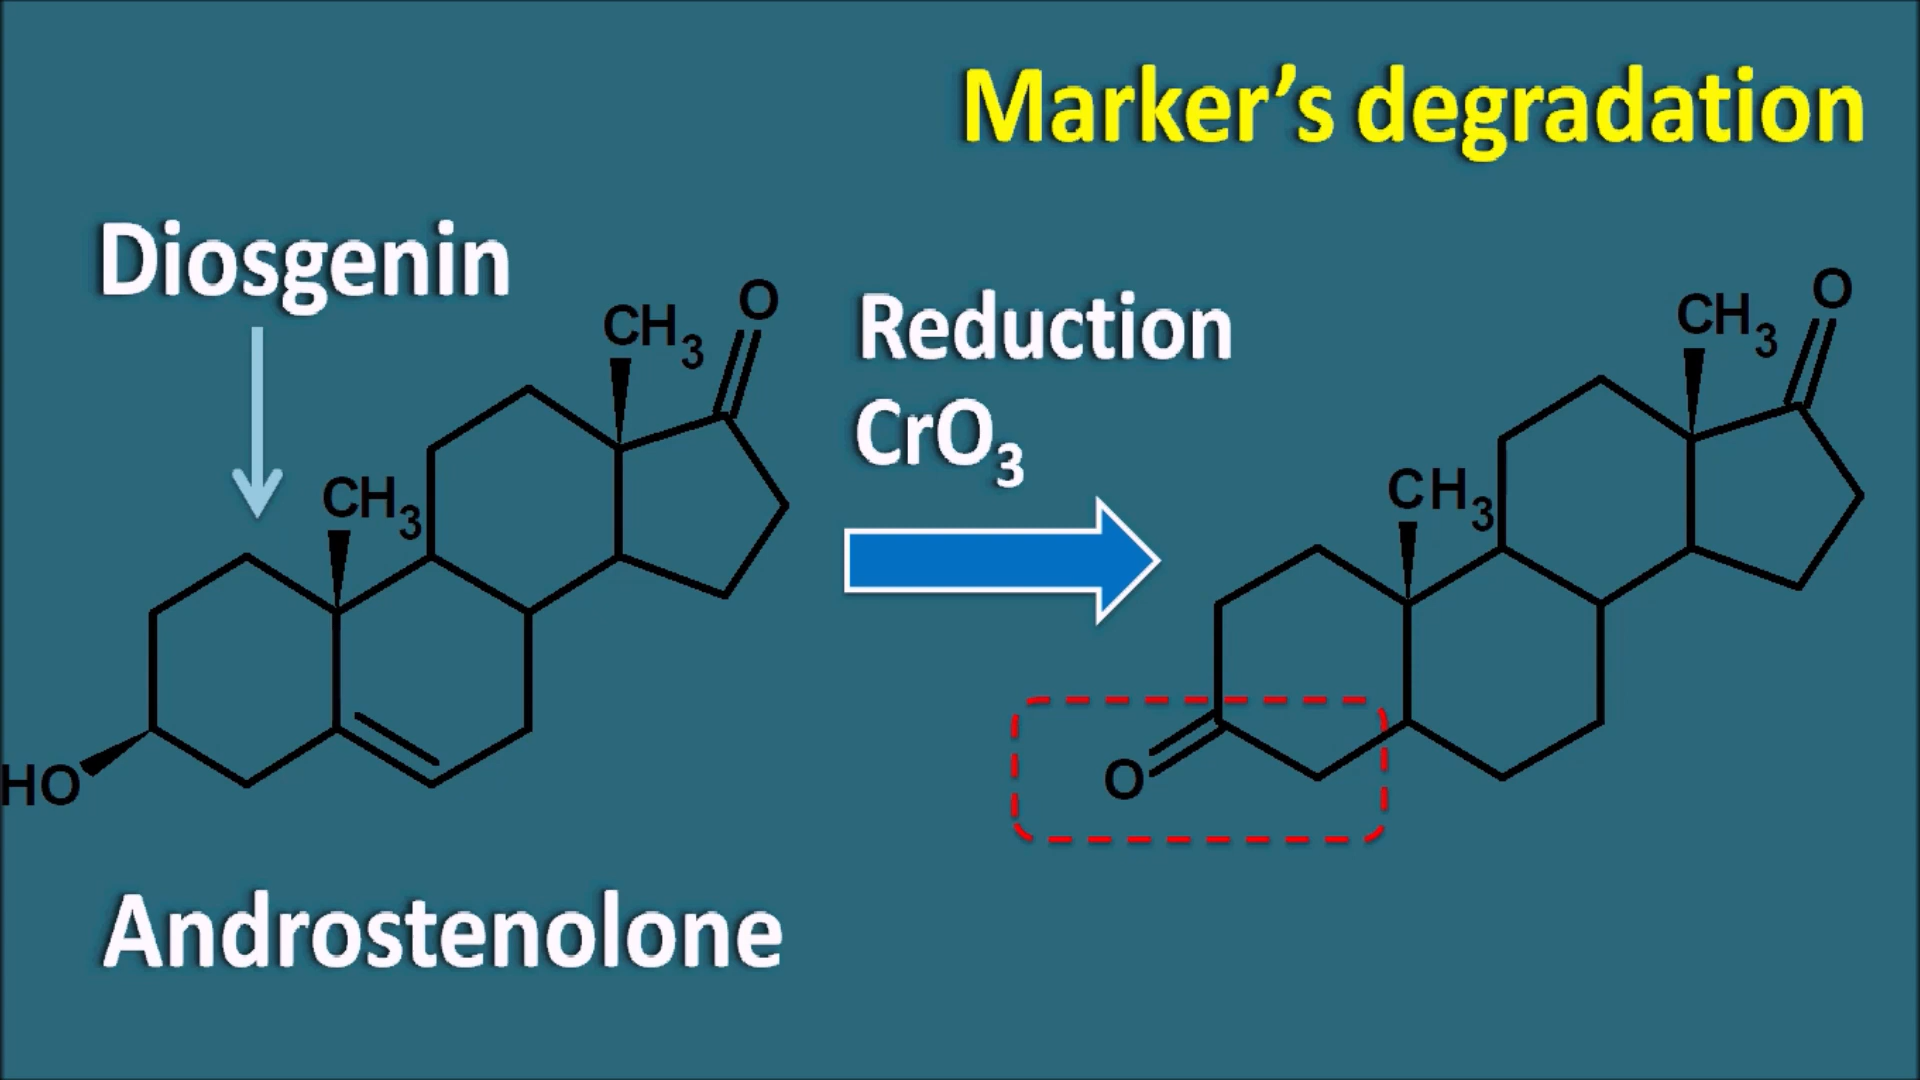 Marker’s degradation
Diosgenin
Reduction
CrO₃
CH₃
O
CH₃
HO
CH₃
O
CH₃
O
Androstenolone